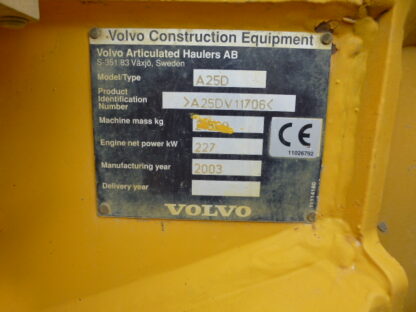 Volvo Construction Equipment
Volvo Articulated Haulers AB
S-351 83 Växjö, Sweden
Model/Type A25D
Product Identification Number >A25DV11706<
Machine mass kg
Engine net power kW 227
Manufacturing year 2003
Delivery year
CE
11026792
VOLVO